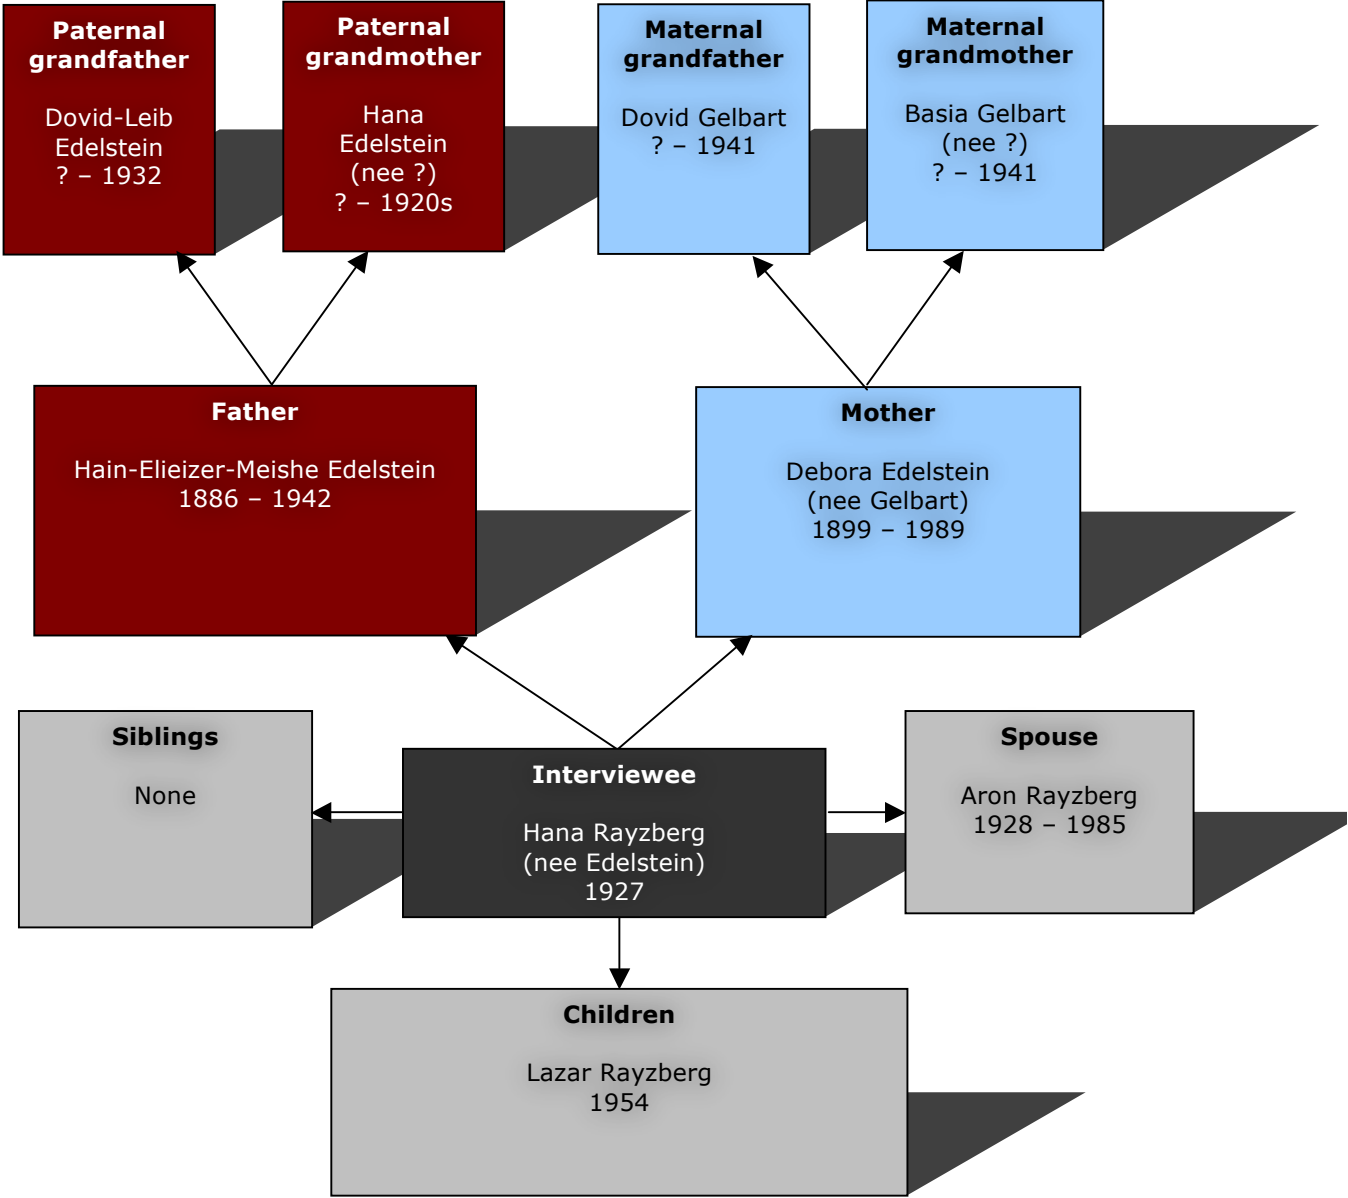 Paternal
grandfather
Dovid-Leib
Edelstein
? – 1932
Paternal
grandmother
Hana
Edelstein
(nee ?)
? – 1920s
Maternal
grandfather
Dovid Gelbart
? – 1941
Maternal
grandmother
Basia Gelbart
(nee ?)
? – 1941
Father
Hain-Elieizer-Meishe Edelstein
1886 – 1942
Mother
Debora Edelstein
(nee Gelbart)
1899 – 1989
Siblings
None
Interviewee
Hana Rayzberg
(nee Edelstein)
1927
Spouse
Aron Rayzberg
1928 – 1985
Children
Lazar Rayzberg
1954